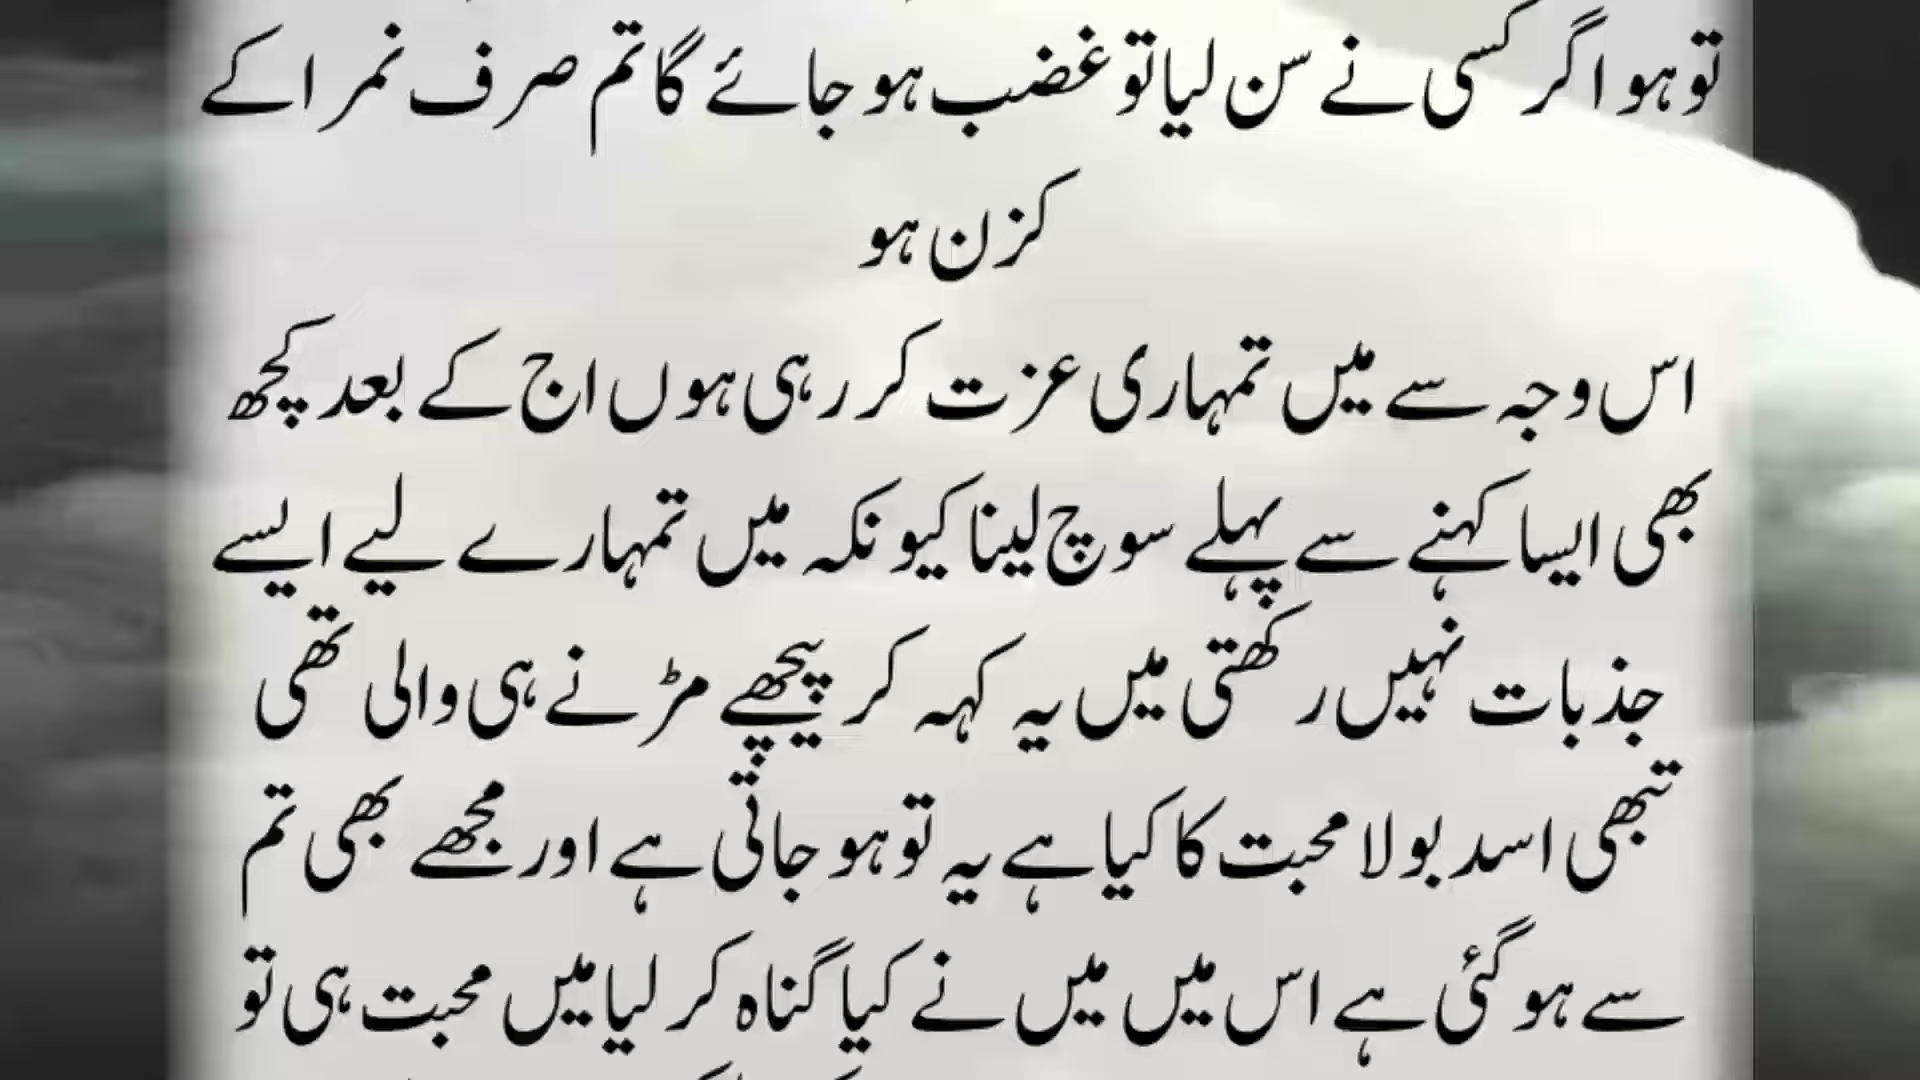 تو ہو اگر کسی نے سن لیا تو غضب ہو جائے گا تم صرف نمرا کے
کزن ہو
اس وجہ سے میں تمہاری عزت کر رہی ہوں اج کے بعد کچھ
بھی ایسا کہنے سے پہلے سوچ لینا کیونکہ میں تمہارے لیے ایسے
جذبات نہیں رکھتی میں یہ کہہ کر پیچھے مڑنے ہی والی تھی
تبھی اسد بولا محبت کا کیا ہے یہ تو ہو جاتی ہے اور مجھے بھی تم
سے ہو گئی ہے اس میں میں نے کیا گناہ کر لیا میں محبت ہی تو